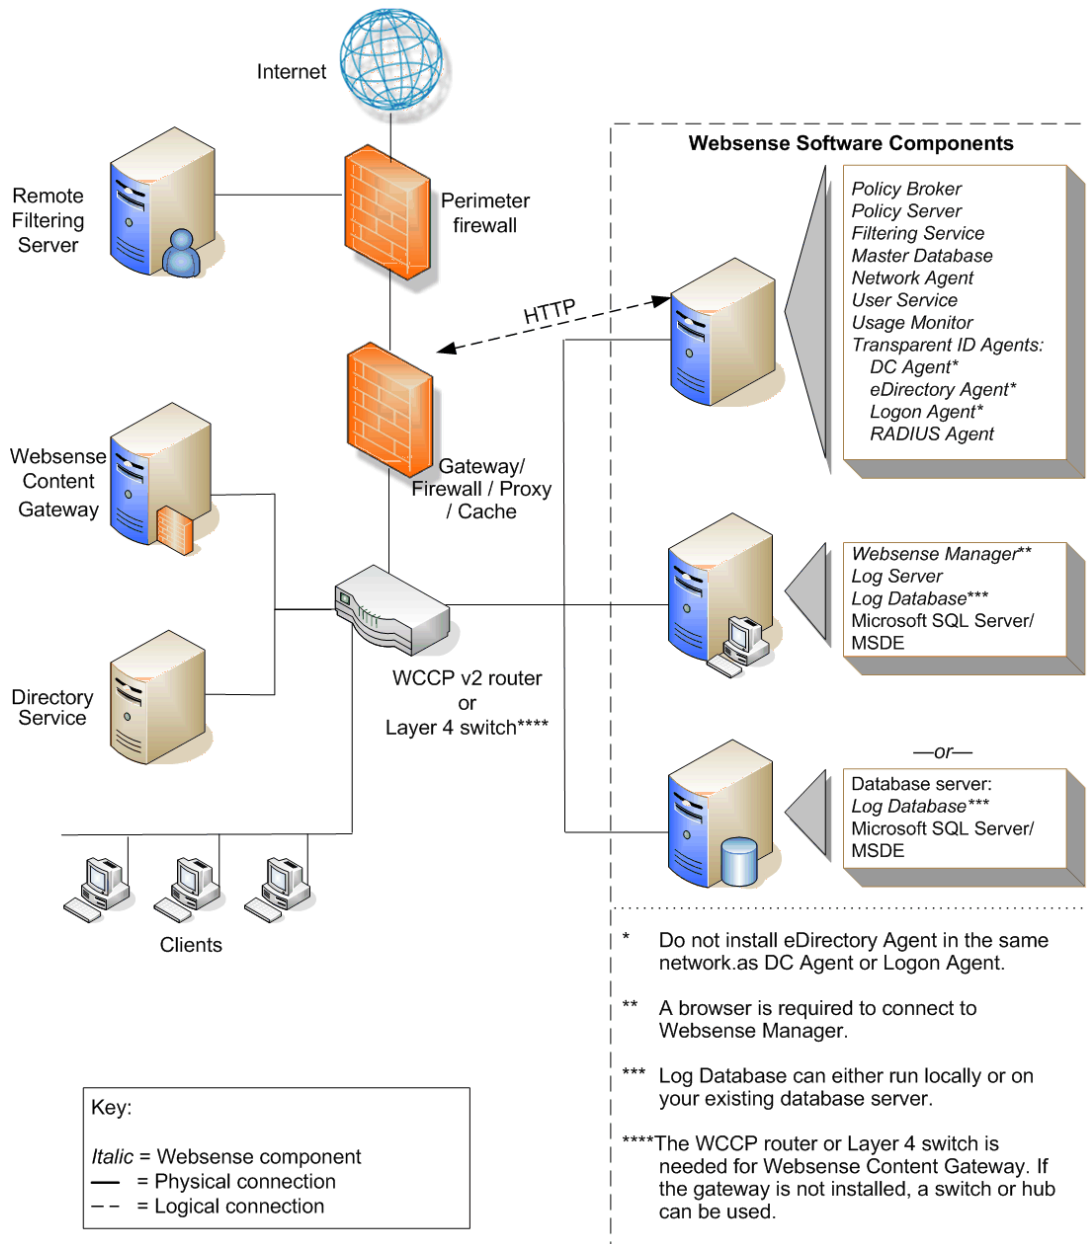 Internet
Remote
Filtering
Server
Perimeter
firewall
HTTP
Websense
Content
Gateway
Gateway/
Firewall / Proxy
/ Cache
Directory
Service
WCCP v2 router
or
Layer 4 switch****
Clients
Websense Software Components
Policy Broker
Policy Server
Filtering Service
Master Database
Network Agent
User Service
Usage Monitor
Transparent ID Agents:
DC Agent*
eDirectory Agent*
Logon Agent*
RADIUS Agent
Websense Manager**
Log Server
Log Database***
Microsoft SQL Server/
MSDE
—or—
Database server:
Log Database***
Microsoft SQL Server/
MSDE
* Do not install eDirectory Agent in the same
network.as DC Agent or Logon Agent.
** A browser is required to connect to
Websense Manager.
*** Log Database can either run locally or on
your existing database server.
****The WCCP router or Layer 4 switch is
needed for Websense Content Gateway. If
the gateway is not installed, a switch or hub
can be used.
Key:
Italic = Websense component
= Physical connection
= Logical connection